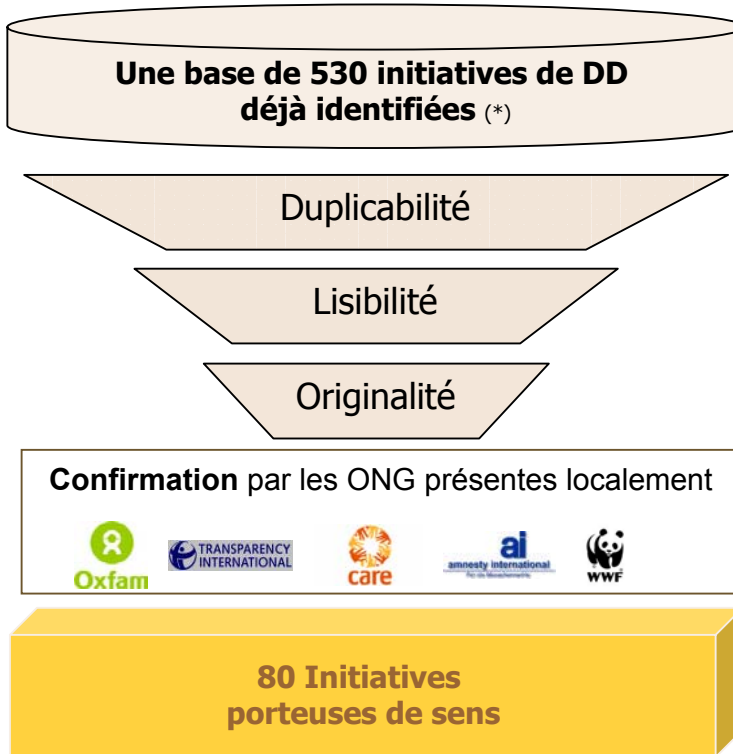 Une base de 530 initiatives de DD
déjà identifiées (*)
Duplicabilité
Lisibilité
Originalité
Confirmation par les ONG présentes localement
Oxfam
TRANSPARENCY
INTERNATIONAL
care
ai
amnesty international
WWF
80 Initiatives
porteuses de sens